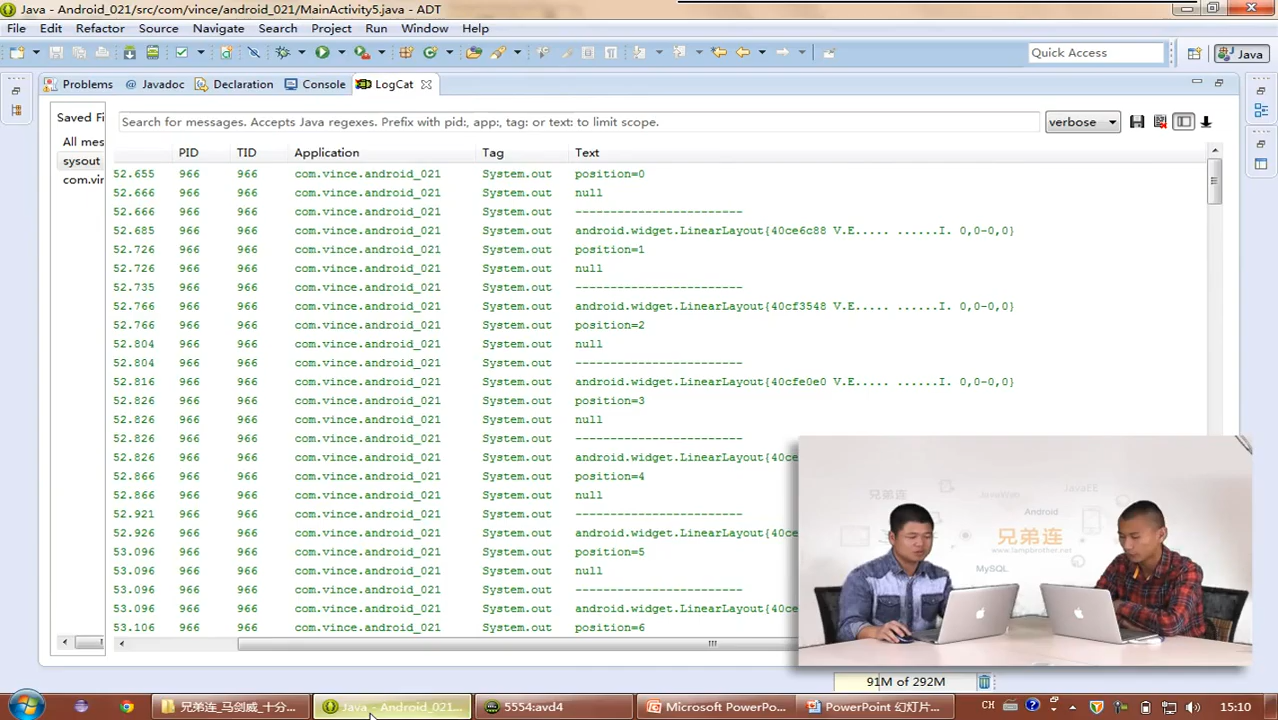 Java - Android_021/src/com/vince/android_021/MainActivity5.java - ADT
File Edit Refactor Source Navigate Search Project Run Window Help
Quick Access
Java
Problems @ Javadoc Declaration Console LogCat
Saved Fi
All mes
sysout
com.vir
Search for messages. Accepts Java regexes. Prefix with pid:, app:, tag: or text: to limit scope.
verbose
PID TID Application Tag Text
52.655 966 966 com.vince.android_021 System.out position=0
52.666 966 966 com.vince.android_021 System.out null
52.666 966 966 com.vince.android_021 System.out ------------------------
52.685 966 966 com.vince.android_021 System.out android.widget.LinearLayout{40ce6c88 V.E..... ......I. 0,0-0,0}
52.726 966 966 com.vince.android_021 System.out position=1
52.726 966 966 com.vince.android_021 System.out null
52.735 966 966 com.vince.android_021 System.out ------------------------
52.766 966 966 com.vince.android_021 System.out android.widget.LinearLayout{40cf3548 V.E..... ......I. 0,0-0,0}
52.766 966 966 com.vince.android_021 System.out position=2
52.804 966 966 com.vince.android_021 System.out null
52.804 966 966 com.vince.android_021 System.out ------------------------
52.816 966 966 com.vince.android_021 System.out android.widget.LinearLayout{40cfe0e0 V.E..... ......I. 0,0-0,0}
52.826 966 966 com.vince.android_021 System.out position=3
52.826 966 966 com.vince.android_021 System.out null
52.826 966 966 com.vince.android_021 System.out ------------------------
52.826 966 966 com.vince.android_021 System.out android.widget.LinearLayout{40ce
52.866 966 966 com.vince.android_021 System.out position=4
52.866 966 966 com.vince.android_021 System.out null
52.921 966 966 com.vince.android_021 System.out ------------------------
52.926 966 966 com.vince.android_021 System.out android.widget.LinearLayout{40ce
53.096 966 966 com.vince.android_021 System.out position=5
53.096 966 966 com.vince.android_021 System.out null
53.096 966 966 com.vince.android_021 System.out ------------------------
53.096 966 966 com.vince.android_021 System.out android.widget.LinearLayout{40ce
53.106 966 966 com.vince.android_021 System.out position=6
兄弟连 JavaWeb JavaEE
Android
兄弟连
www.lampbrother.net
MySQL
91M of 292M
兄弟连_马剑威_十分...
Java - Android_021...
5554:avd4
Microsoft PowerPo...
PowerPoint 幻灯片...
CH
15:10